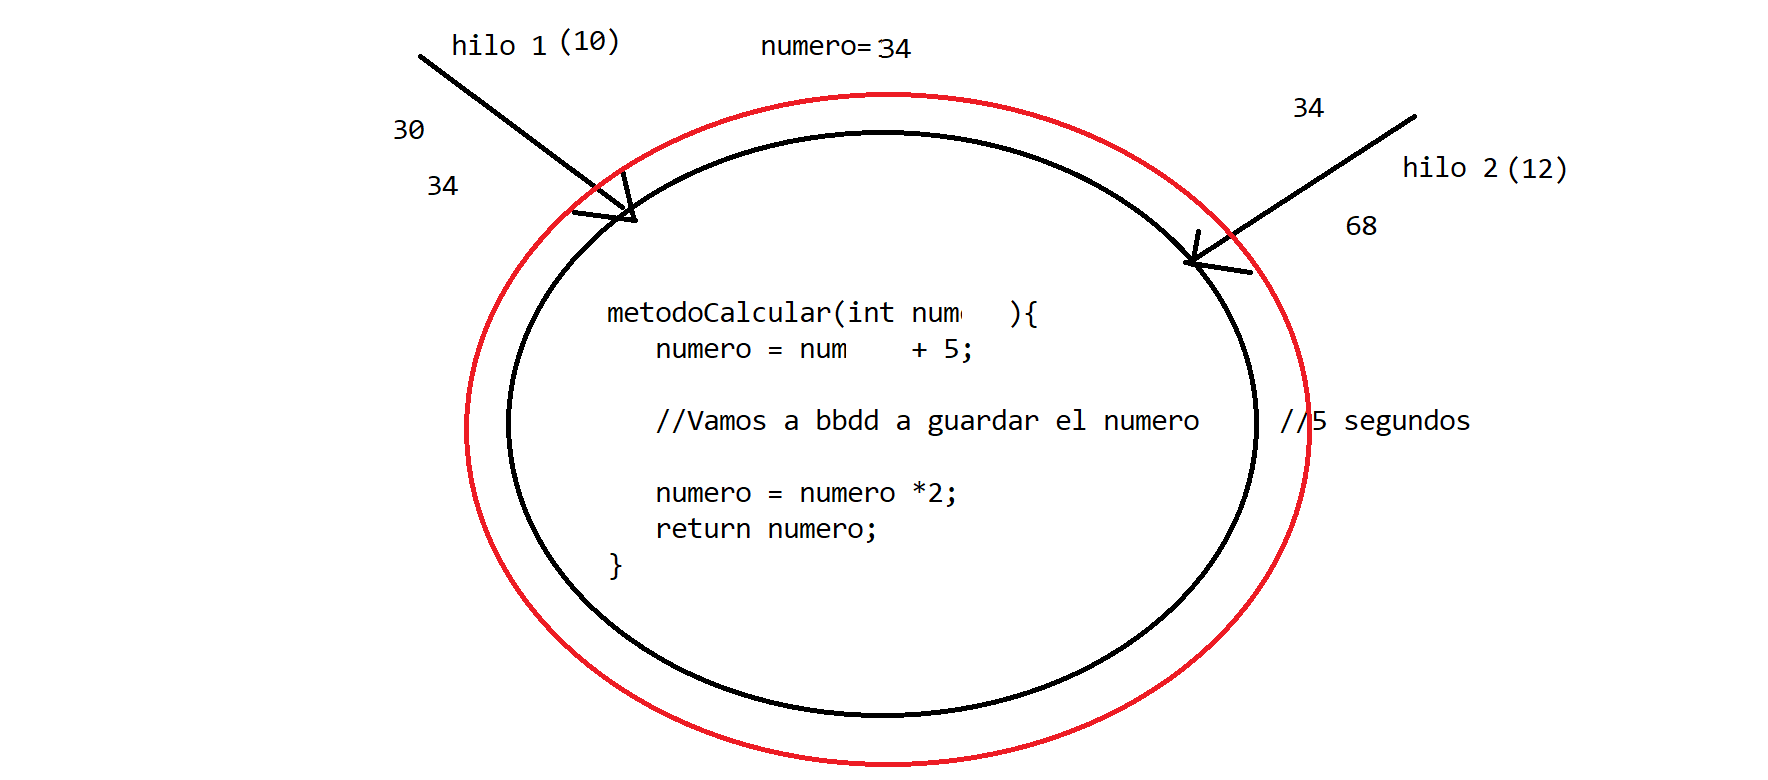 hilo 1 (10)
numero= 34
30
34
34
hilo 2 (12)
68
metodoCalcular(int num ){
numero = num + 5;
//Vamos a bbdd a guardar el numero //5 segundos
numero = numero *2;
return numero;
}